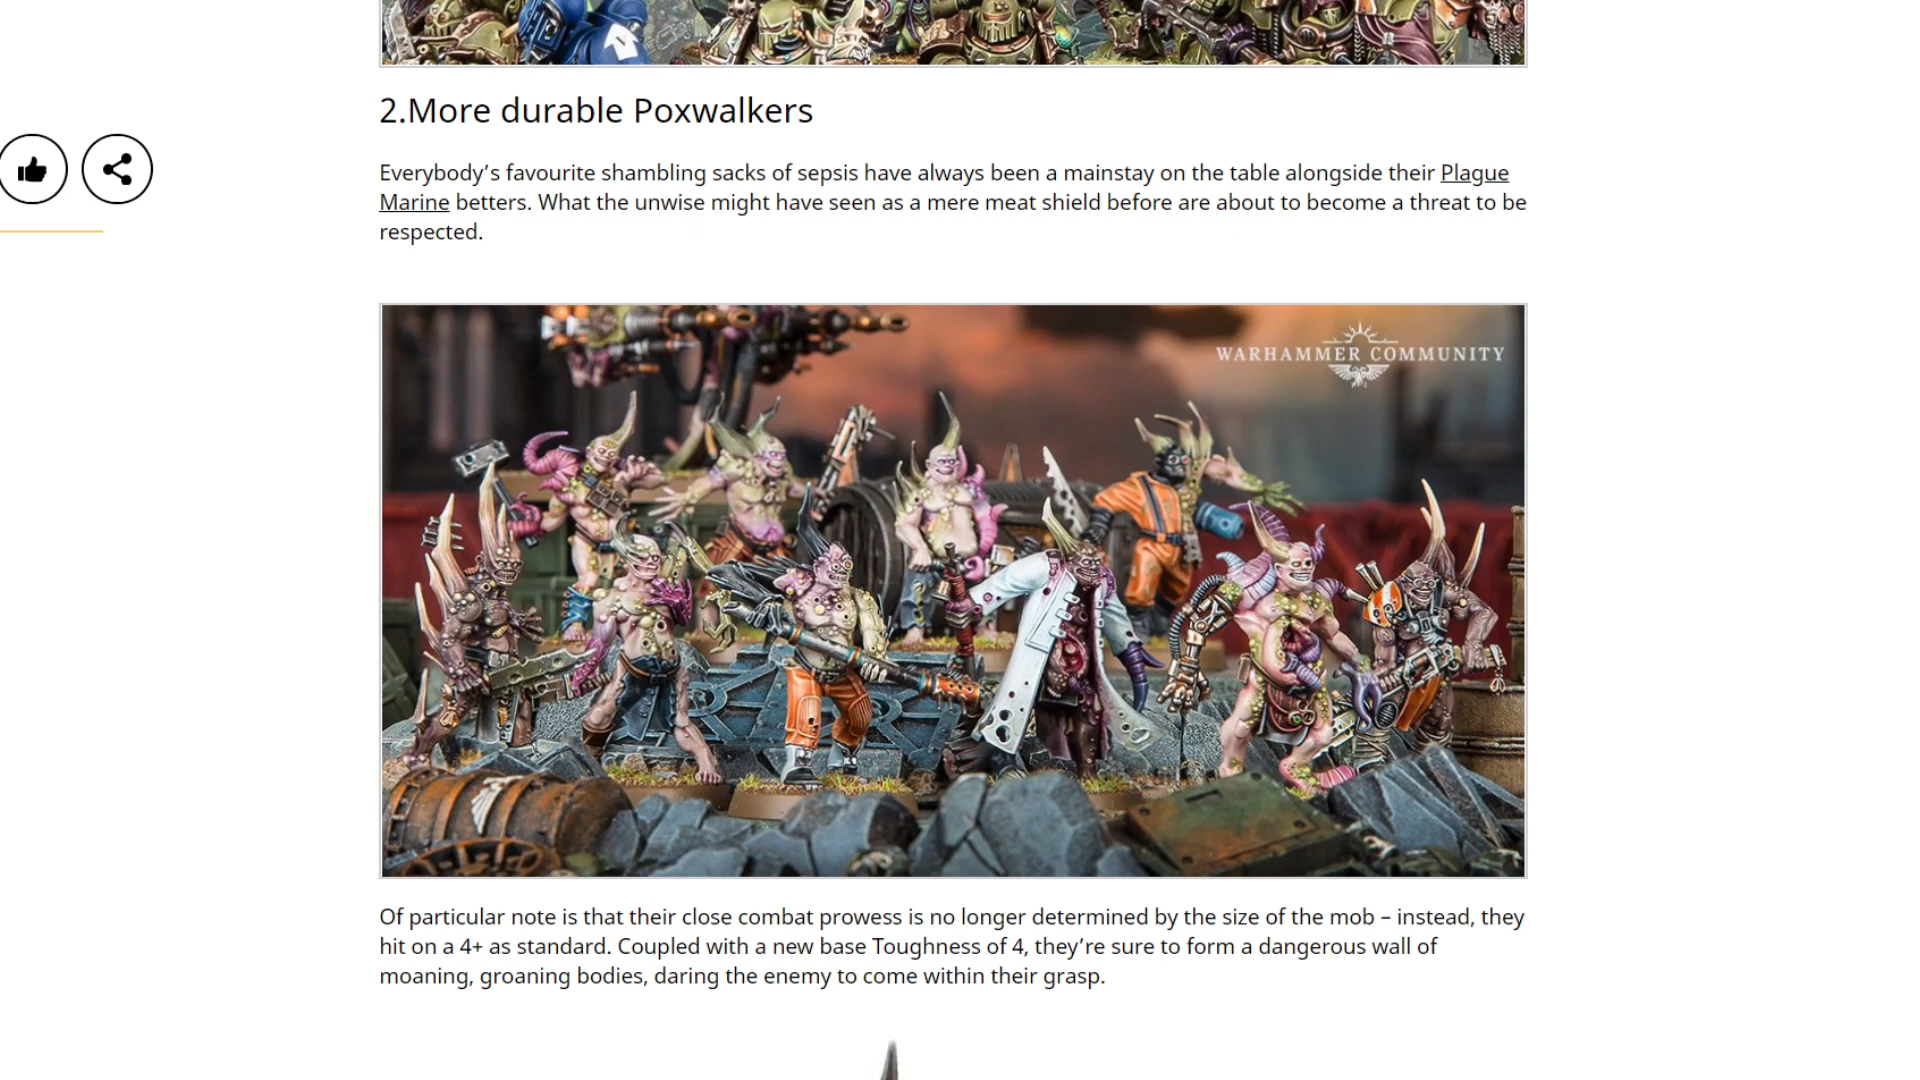 2.More durable Poxwalkers
Everybody’s favourite shambling sacks of sepsis have always been a mainstay on the table alongside their Plague
Marine betters. What the unwise might have seen as a mere meat shield before are about to become a threat to be
respected.
WARHAMMER COMMUNITY
Of particular note is that their close combat prowess is no longer determined by the size of the mob – instead, they
hit on a 4+ as standard. Coupled with a new base Toughness of 4, they’re sure to form a dangerous wall of
moaning, groaning bodies, daring the enemy to come within their grasp.